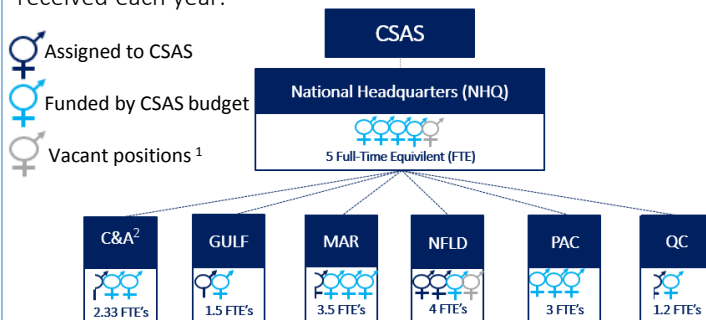 received each year.
Assigned to CSAS
Funded by CSAS budget
Vacant positions 1
CSAS
National Headquarters (NHQ)
5 Full-Time Equivilent (FTE)
C&A2
GULF
MAR
NFLD
PAC
QC
2.33 FTE's
1.5 FTE's
3.5 FTE's
4 FTE's
3 FTE's
1.2 FTE's